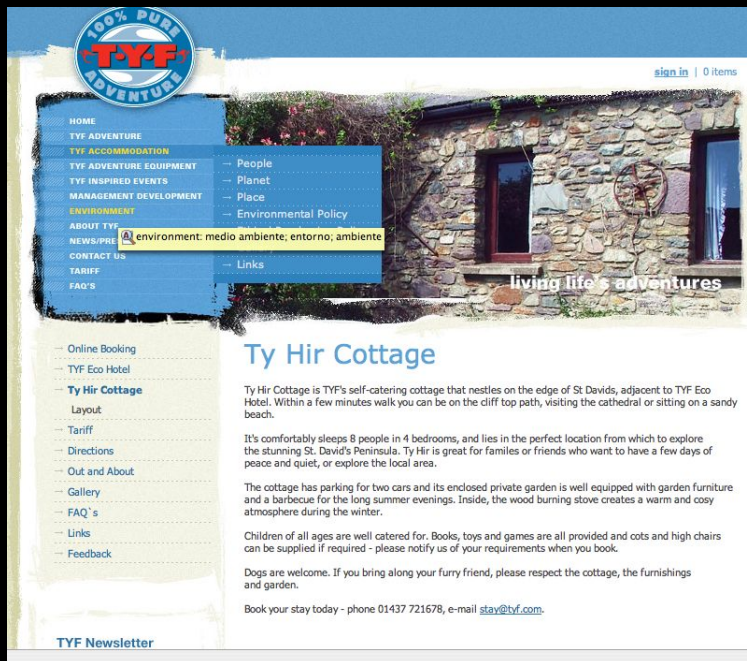 100% PURE
T·Y·F
ADVENTURE
sign in | 0 items
HOME
TYF ADVENTURE
TYF ACCOMMODATION
TYF ADVENTURE EQUIPMENT
TYF INSPIRED EVENTS
MANAGEMENT DEVELOPMENT
ENVIRONMENT
ABOUT TYF
NEWS/PRE
CONTACT US
TARIFF
FAQ'S
→ People
→ Planet
→ Place
→ Environmental Policy
→ Links
environment: medio ambiente; entorno; ambiente
living life's adventures
→ Online Booking
→ TYF Eco Hotel
→ Ty Hir Cottage
Layout
→ Tariff
→ Directions
→ Out and About
→ Gallery
→ FAQ`s
→ Links
→ Feedback
TYF Newsletter
Ty Hir Cottage
Ty Hir Cottage is TYF's self-catering cottage that nestles on the edge of St Davids, adjacent to TYF Eco
Hotel. Within a few minutes walk you can be on the cliff top path, visiting the cathedral or sitting on a sandy
beach.
It's comfortably sleeps 8 people in 4 bedrooms, and lies in the perfect location from which to explore
the stunning St. David's Peninsula. Ty Hir is great for familes or friends who want to have a few days of
peace and quiet, or explore the local area.
The cottage has parking for two cars and its enclosed private garden is well equipped with garden furniture
and a barbecue for the long summer evenings. Inside, the wood burning stove creates a warm and cosy
atmosphere during the winter.
Children of all ages are well catered for. Books, toys and games are all provided and cots and high chairs
can be supplied if required - please notify us of your requirements when you book.
Dogs are welcome. If you bring along your furry friend, please respect the cottage, the furnishings
and garden.
Book your stay today - phone 01437 721678, e-mail stay@tyf.com.